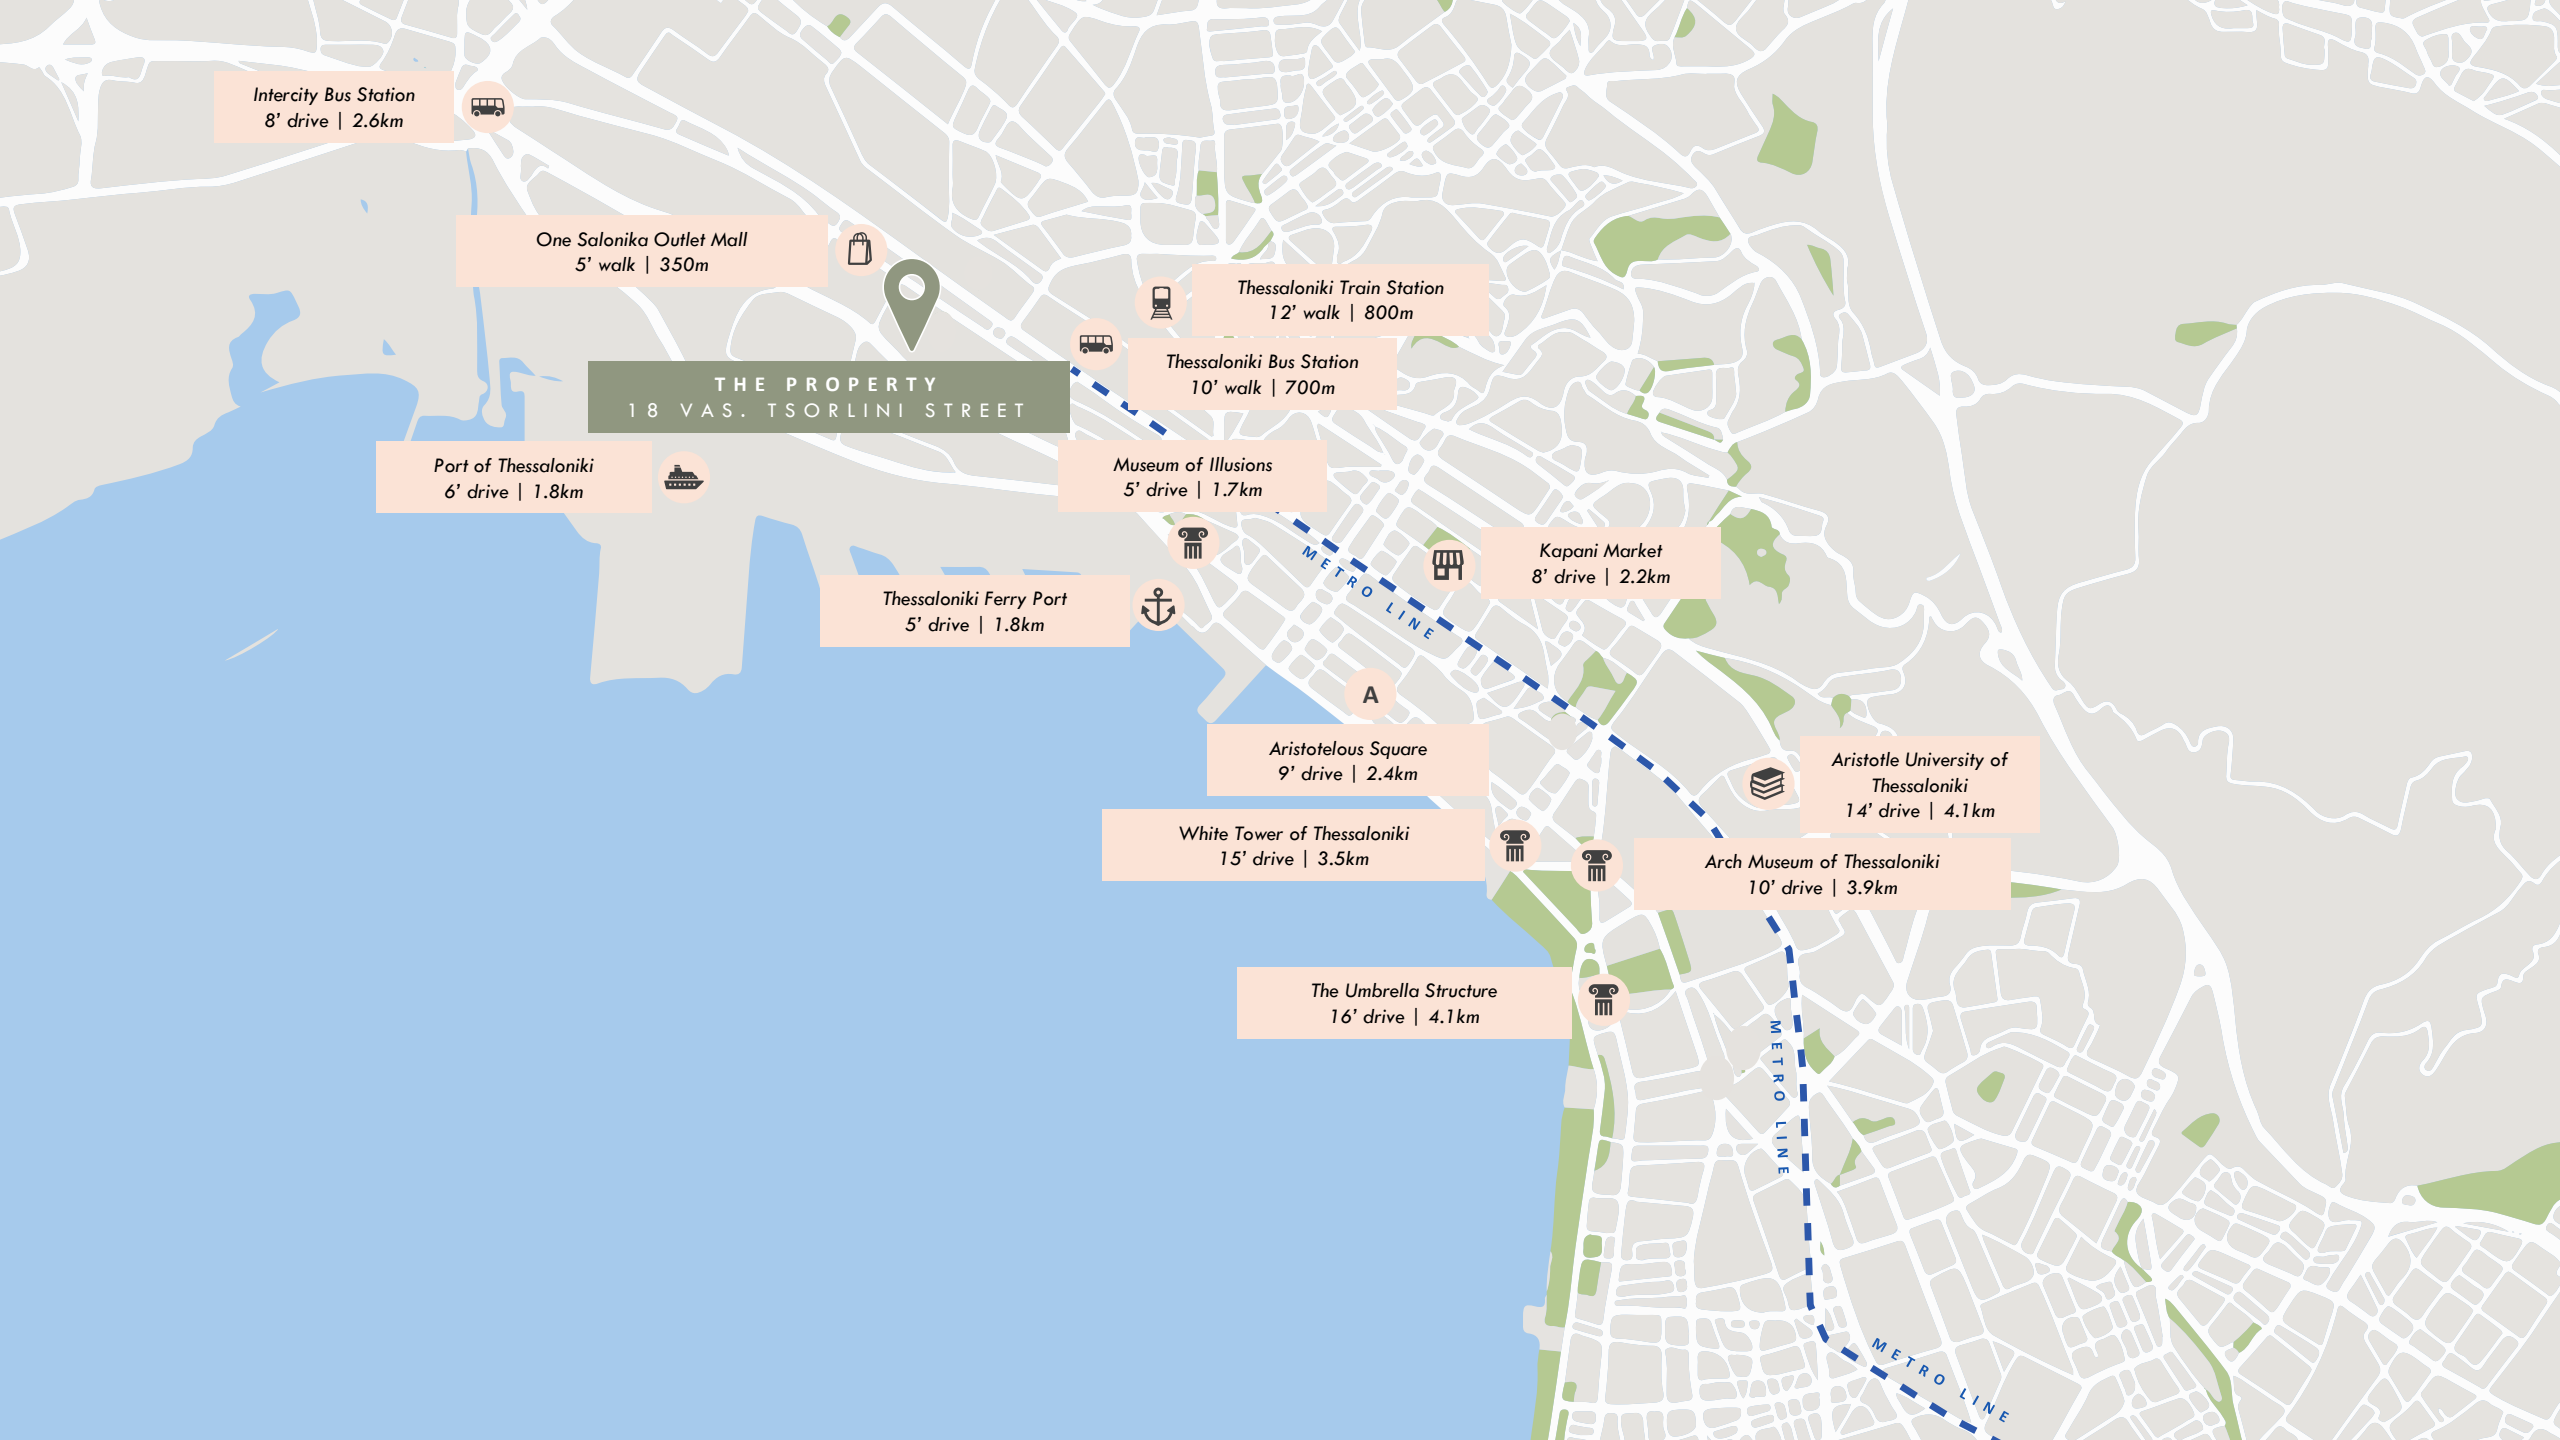 Intercity Bus Station
8’ drive | 2.6km
One Salonika Outlet Mall
5’ walk | 350m
Thessaloniki Train Station
12’ walk | 800m
Thessaloniki Bus Station
10’ walk | 700m
THE PROPERTY
18 VAS. TSORLINI STREET
Port of Thessaloniki
6’ drive | 1.8km
Museum of Illusions
5’ drive | 1.7km
METRO LINE
Kapani Market
8’ drive | 2.2km
Thessaloniki Ferry Port
5’ drive | 1.8km
A
Aristotelous Square
9’ drive | 2.4km
Aristotle University of
Thessaloniki
14’ drive | 4.1km
White Tower of Thessaloniki
15’ drive | 3.5km
Arch Museum of Thessaloniki
10’ drive | 3.9km
The Umbrella Structure
16’ drive | 4.1km
METRO LINE
METRO LINE